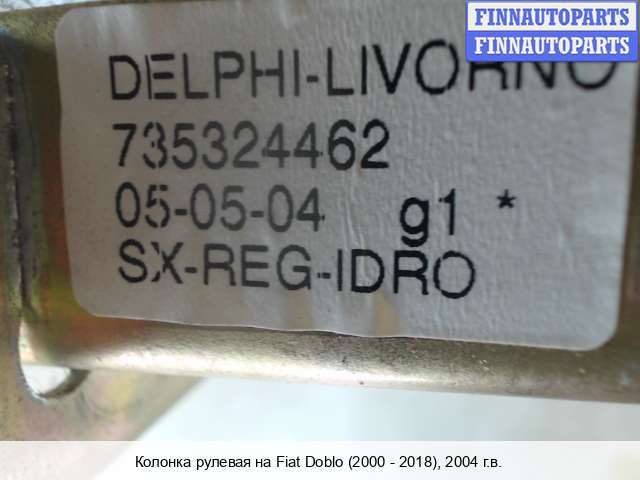 FINNAUTOPARTS
FINNAUTOPARTS
DELPHI-LIVORNO
735324462
05-05-04 g1 *
SX-REG-IDRO
Колонка рулевая на Fiat Doblo (2000 - 2018), 2004 г.в.